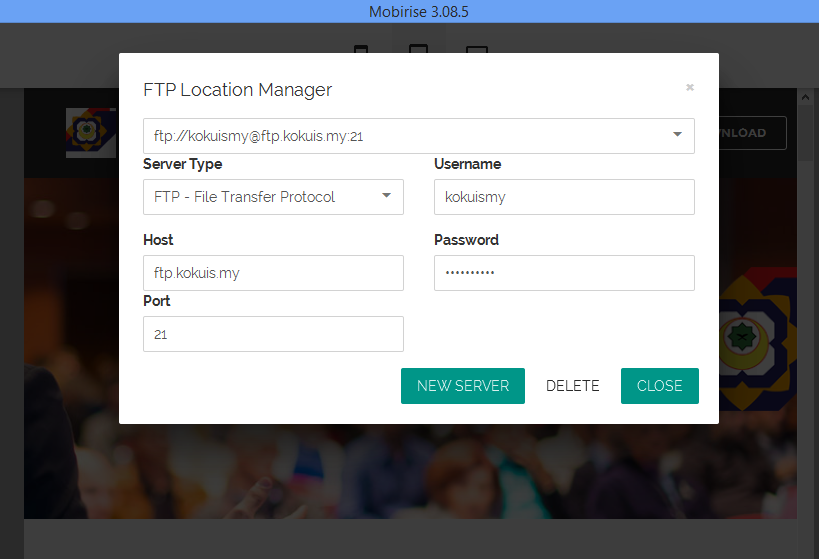 Mobirise 3.08.5
FTP Location Manager
×
ftp://kokuismy@ftp.kokuis.my:21
Server Type
Username
FTP - File Transfer Protocol
kokuismy
Host
Password
ftp.kokuis.my
••••••••••
Port
21
NEW SERVER
DELETE
CLOSE